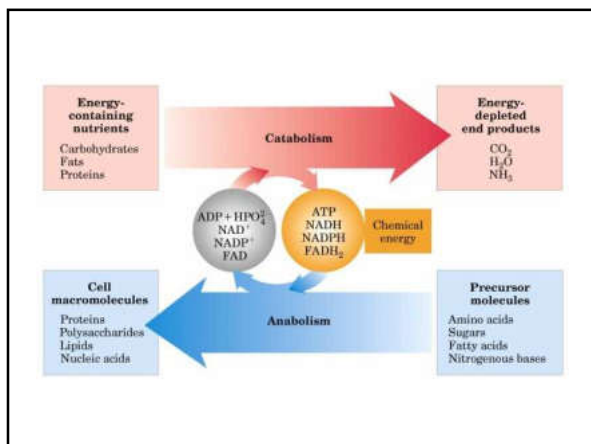 Energy-
containing
nutrients
Carbohydrates
Fats
Proteins
Catabolism
Energy-
depleted
end products
CO₂
H₂O
NH₃
ADP + HPO₄²⁻
NAD⁺
NADP⁺
FAD
ATP
NADH
NADPH
FADH₂
Chemical
energy
Cell
macromolecules
Proteins
Polysaccharides
Lipids
Nucleic acids
Anabolism
Precursor
molecules
Amino acids
Sugars
Fatty acids
Nitrogenous bases